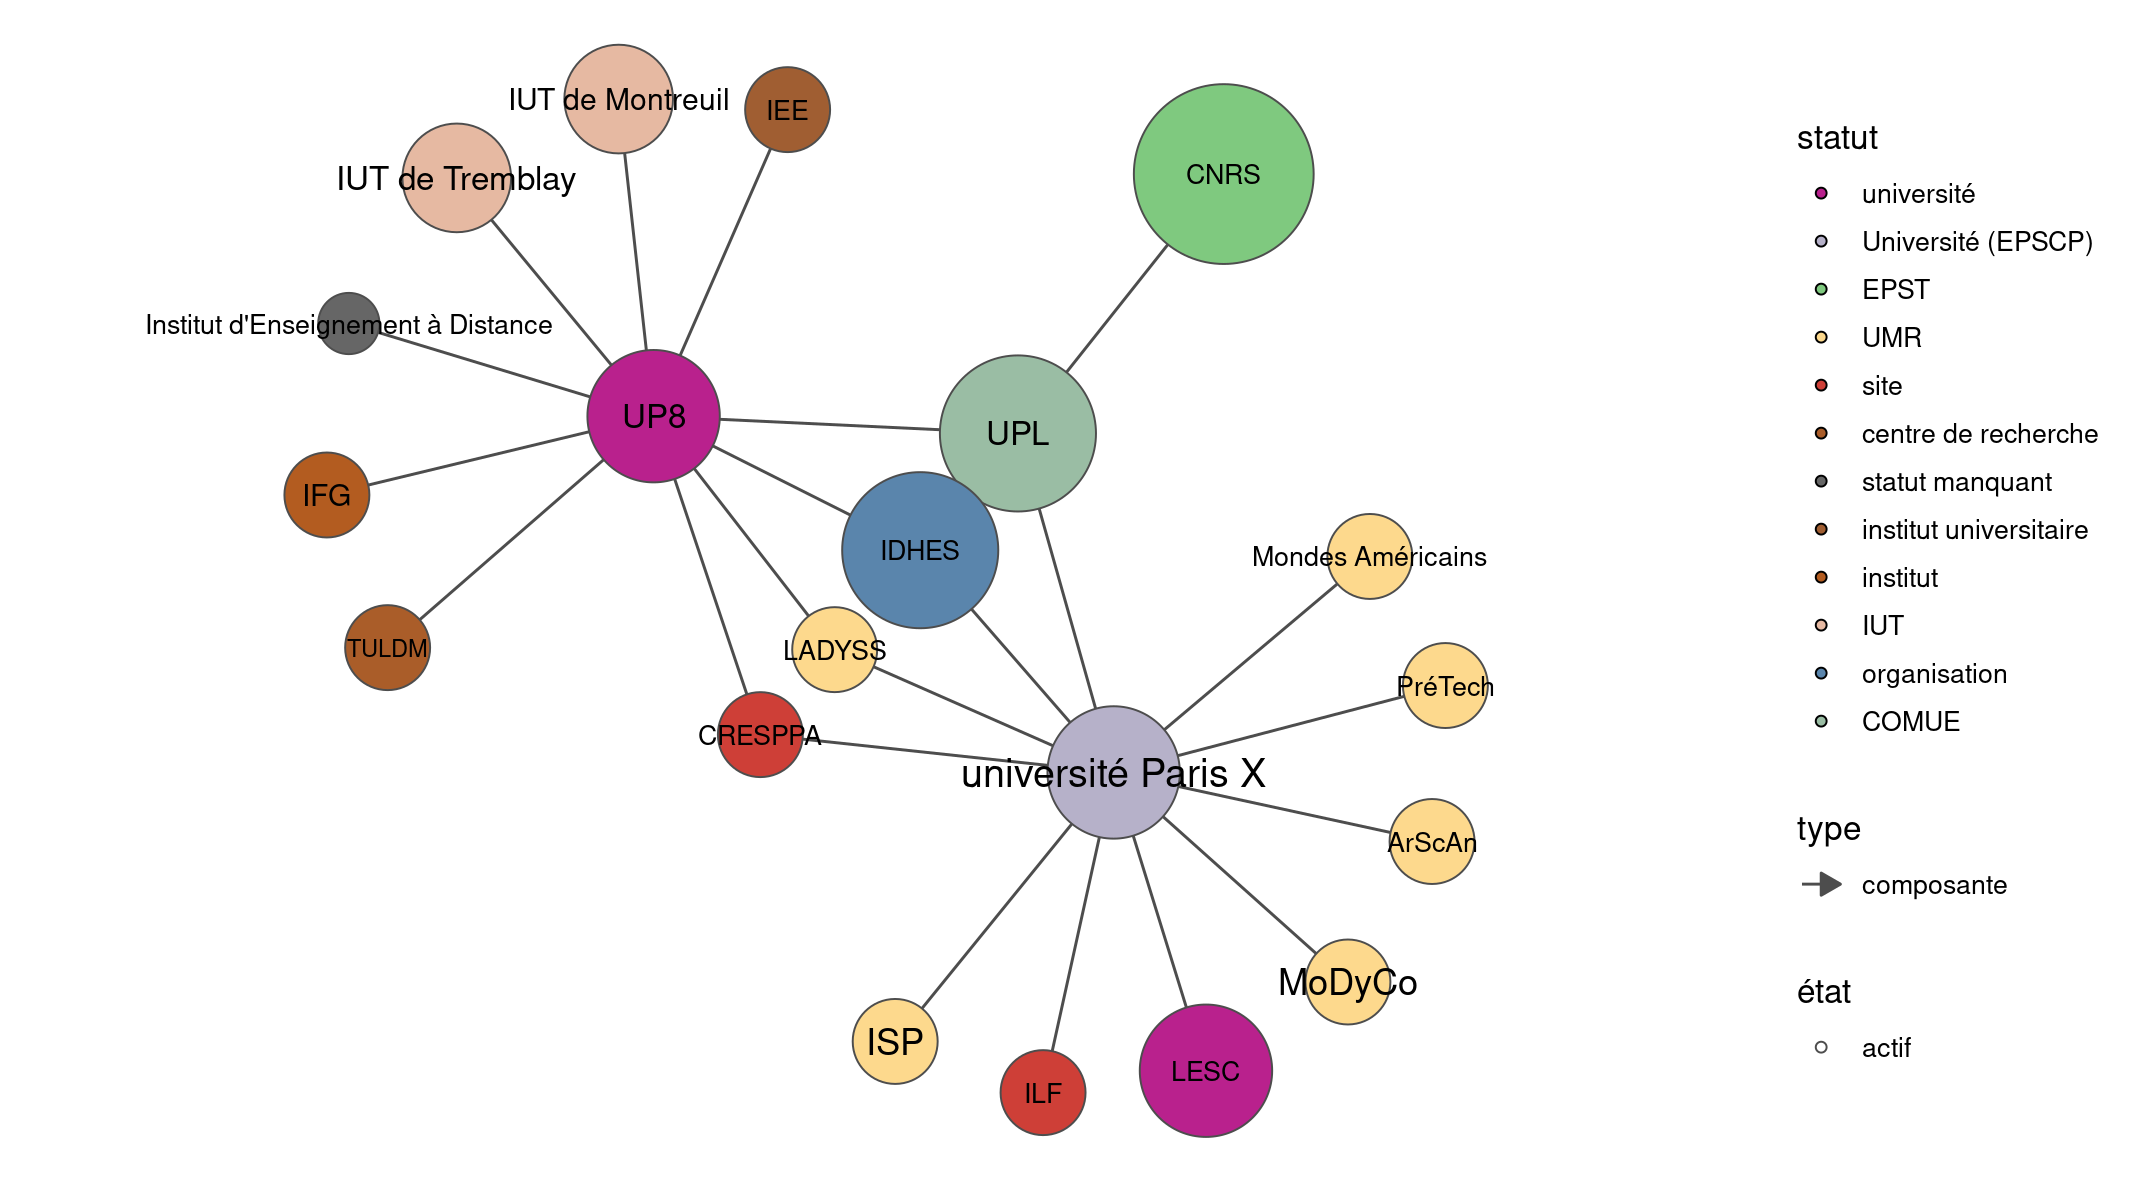 IUT de Montreuil
IEE
IUT de Tremblay
CNRS
Institut d'Enseignement à Distance
UP8
UPL
IFG
IDHES
Mondes Américains
TULDM
LADYSS
PréTech
CRESPPA
université Paris X
ArScAn
MoDyCo
ISP
LESC
ILF
statut
université
Université (EPSCP)
EPST
UMR
site
centre de recherche
statut manquant
institut universitaire
institut
IUT
organisation
COMUE
type
composante
état
actif